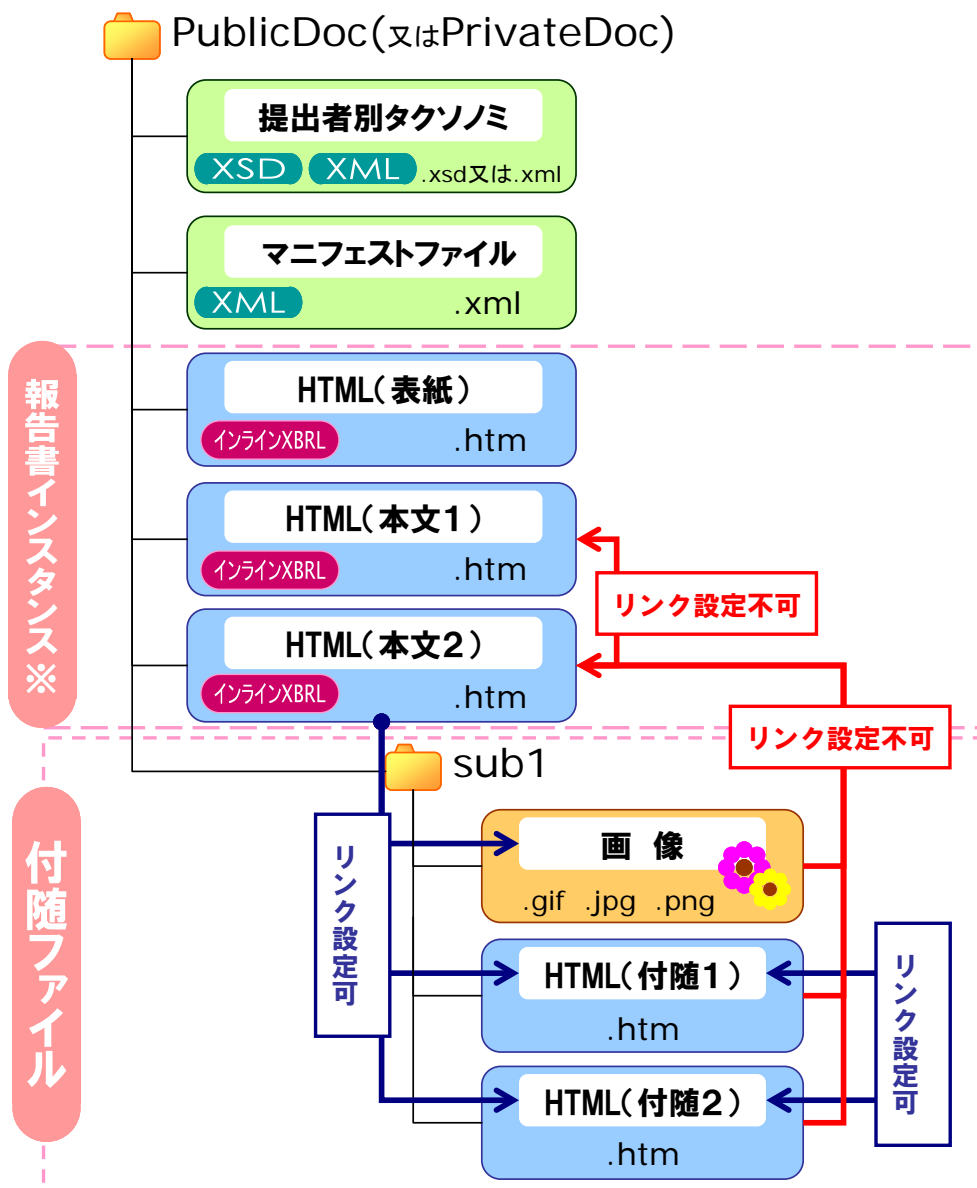 PublicDoc(又はPrivateDoc)
提出者別タクソノミ
XSD XML .xsd又は.xml
マニフェストファイル
XML .xml
報告書インスタンス※
HTML(表紙)
インラインXBRL .htm
HTML(本文1)
インラインXBRL .htm
リンク設定不可
HTML(本文2)
インラインXBRL .htm
リンク設定不可
付随ファイル
sub1
リンク設定可
画 像
.gif .jpg .png
HTML(付随1)
.htm
リンク設定可
HTML(付随2)
.htm